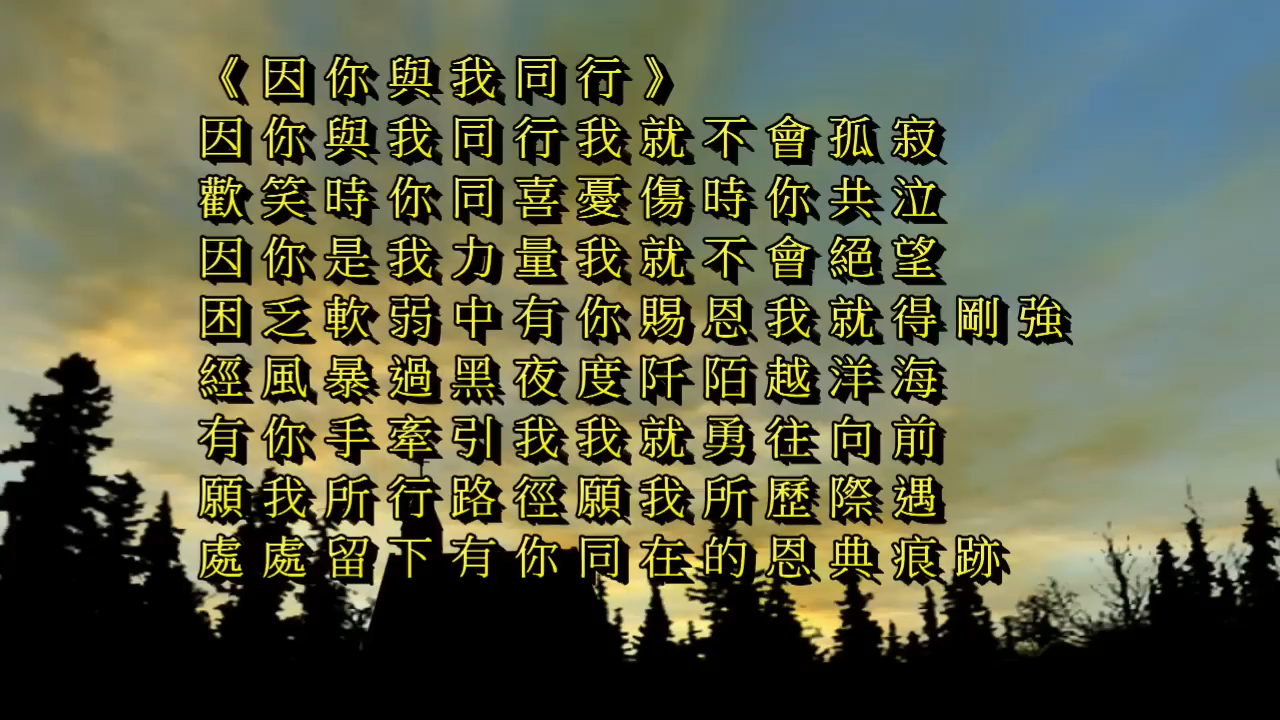 《因你與我同行》
因你與我同行我就不會孤寂
歡笑時你同喜憂傷時你共泣
因你是我力量我就不會絕望
困乏軟弱中有你賜恩我就得剛強
經風暴過黑夜度阡陌越洋海
有你手牽引我我就勇往向前
願我所行路徑願我所歷際遇
處處留下有你同在的恩典痕跡